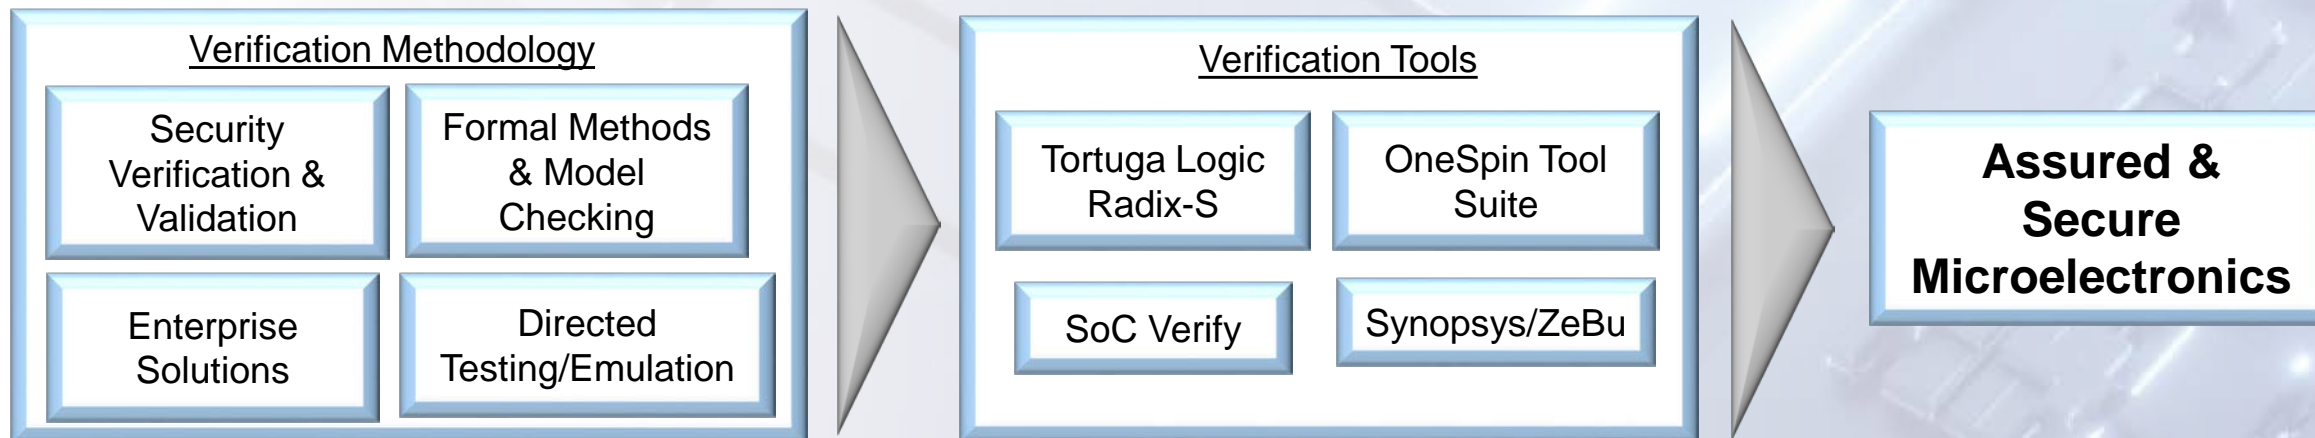 Verification Methodology
Security
Verification &
Validation
Formal Methods
& Model
Checking
Enterprise
Solutions
Directed
Testing/Emulation
Verification Tools
Tortuga Logic
Radix-S
OneSpin Tool
Suite
SoC Verify
Synopsys/ZeBu
Assured &
Secure
Microelectronics